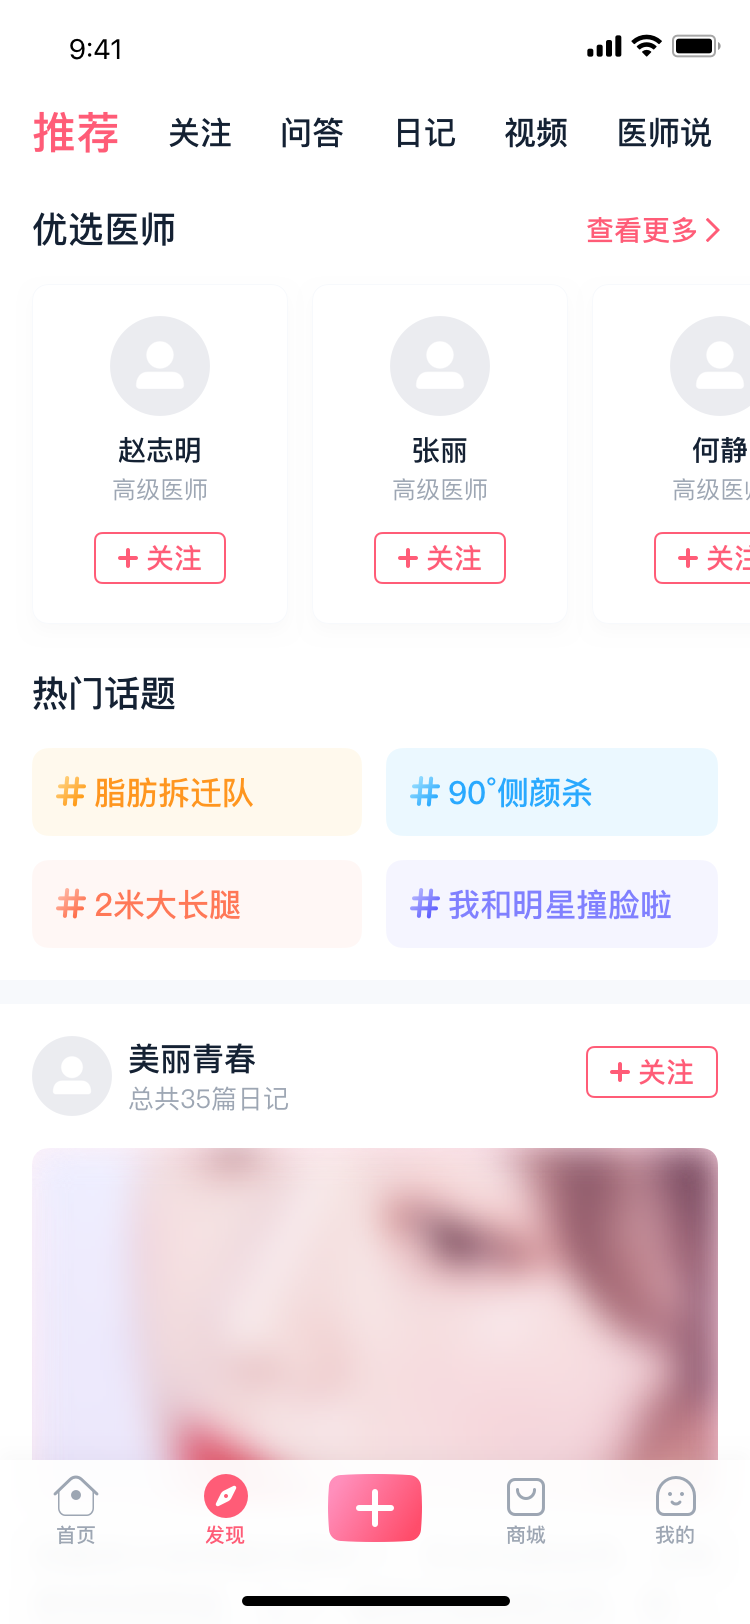 9:41
推荐 关注 问答 日记 视频 医师说
优选医师 查看更多
赵志明 张丽 何静
高级医师 高级医师 高级医
关注 关注 关
热门话题
# 脂肪拆迁队 # 90°侧颜杀
# 2米大长腿 # 我和明星撞脸啦
美丽青春
总共35篇日记
关注
首页 发现 商城 我的